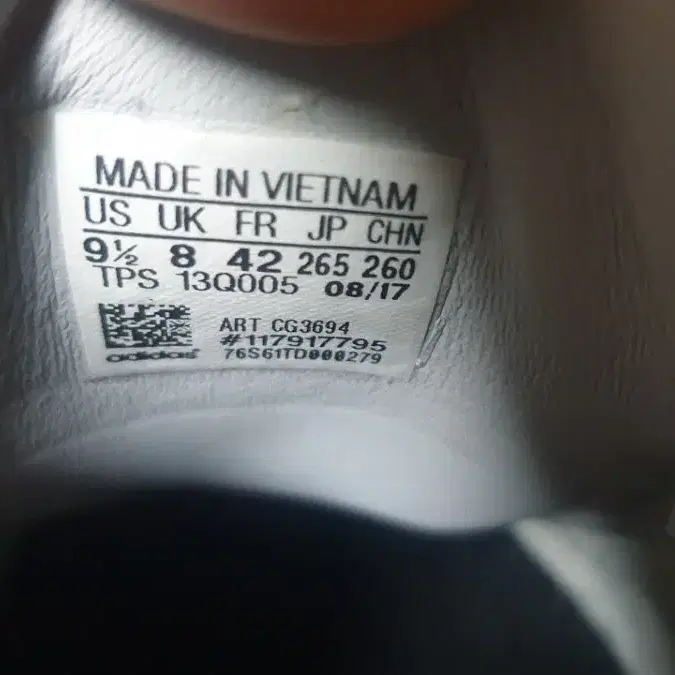 MADE IN VIETNAM
US UK FR JP CHN
9½ 8 42 265 260
TPS 13Q005 08/17
ART CG3694
#117917795
adidas 76S61TD000279